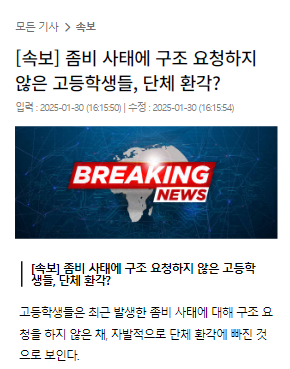 모든 기사 > 속보
[속보] 좀비 사태에 구조 요청하지
않은 고등학생들, 단체 환각?
입력 : 2025-01-30 (16:15:50) | 수정 : 2025-01-30 (16:15:54)
BREAKING
NEWS
[속보] 좀비 사태에 구조 요청하지 않은 고등학
생들, 단체 환각?
고등학생들은 최근 발생한 좀비 사태에 대해 구조 요
청을 하지 않은 채, 자발적으로 단체 환각에 빠진 것
으로 보인다.